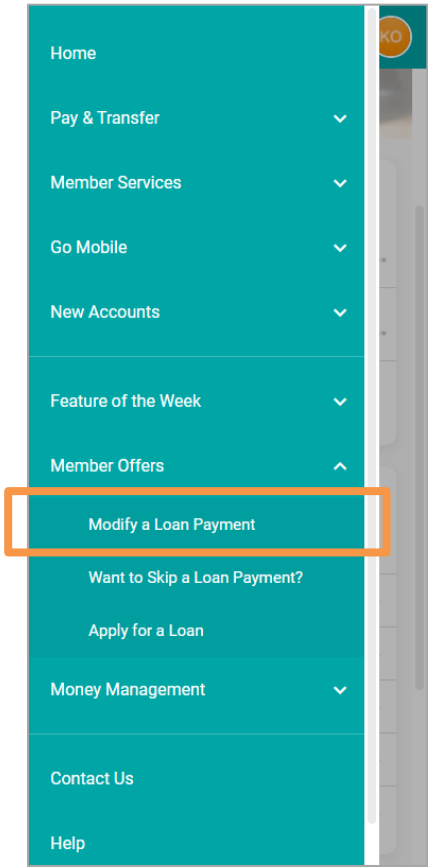 KO
Home
Pay & Transfer
Member Services
Go Mobile
New Accounts
Feature of the Week
Member Offers
Modify a Loan Payment
Want to Skip a Loan Payment?
Apply for a Loan
Money Management
Contact Us
Help